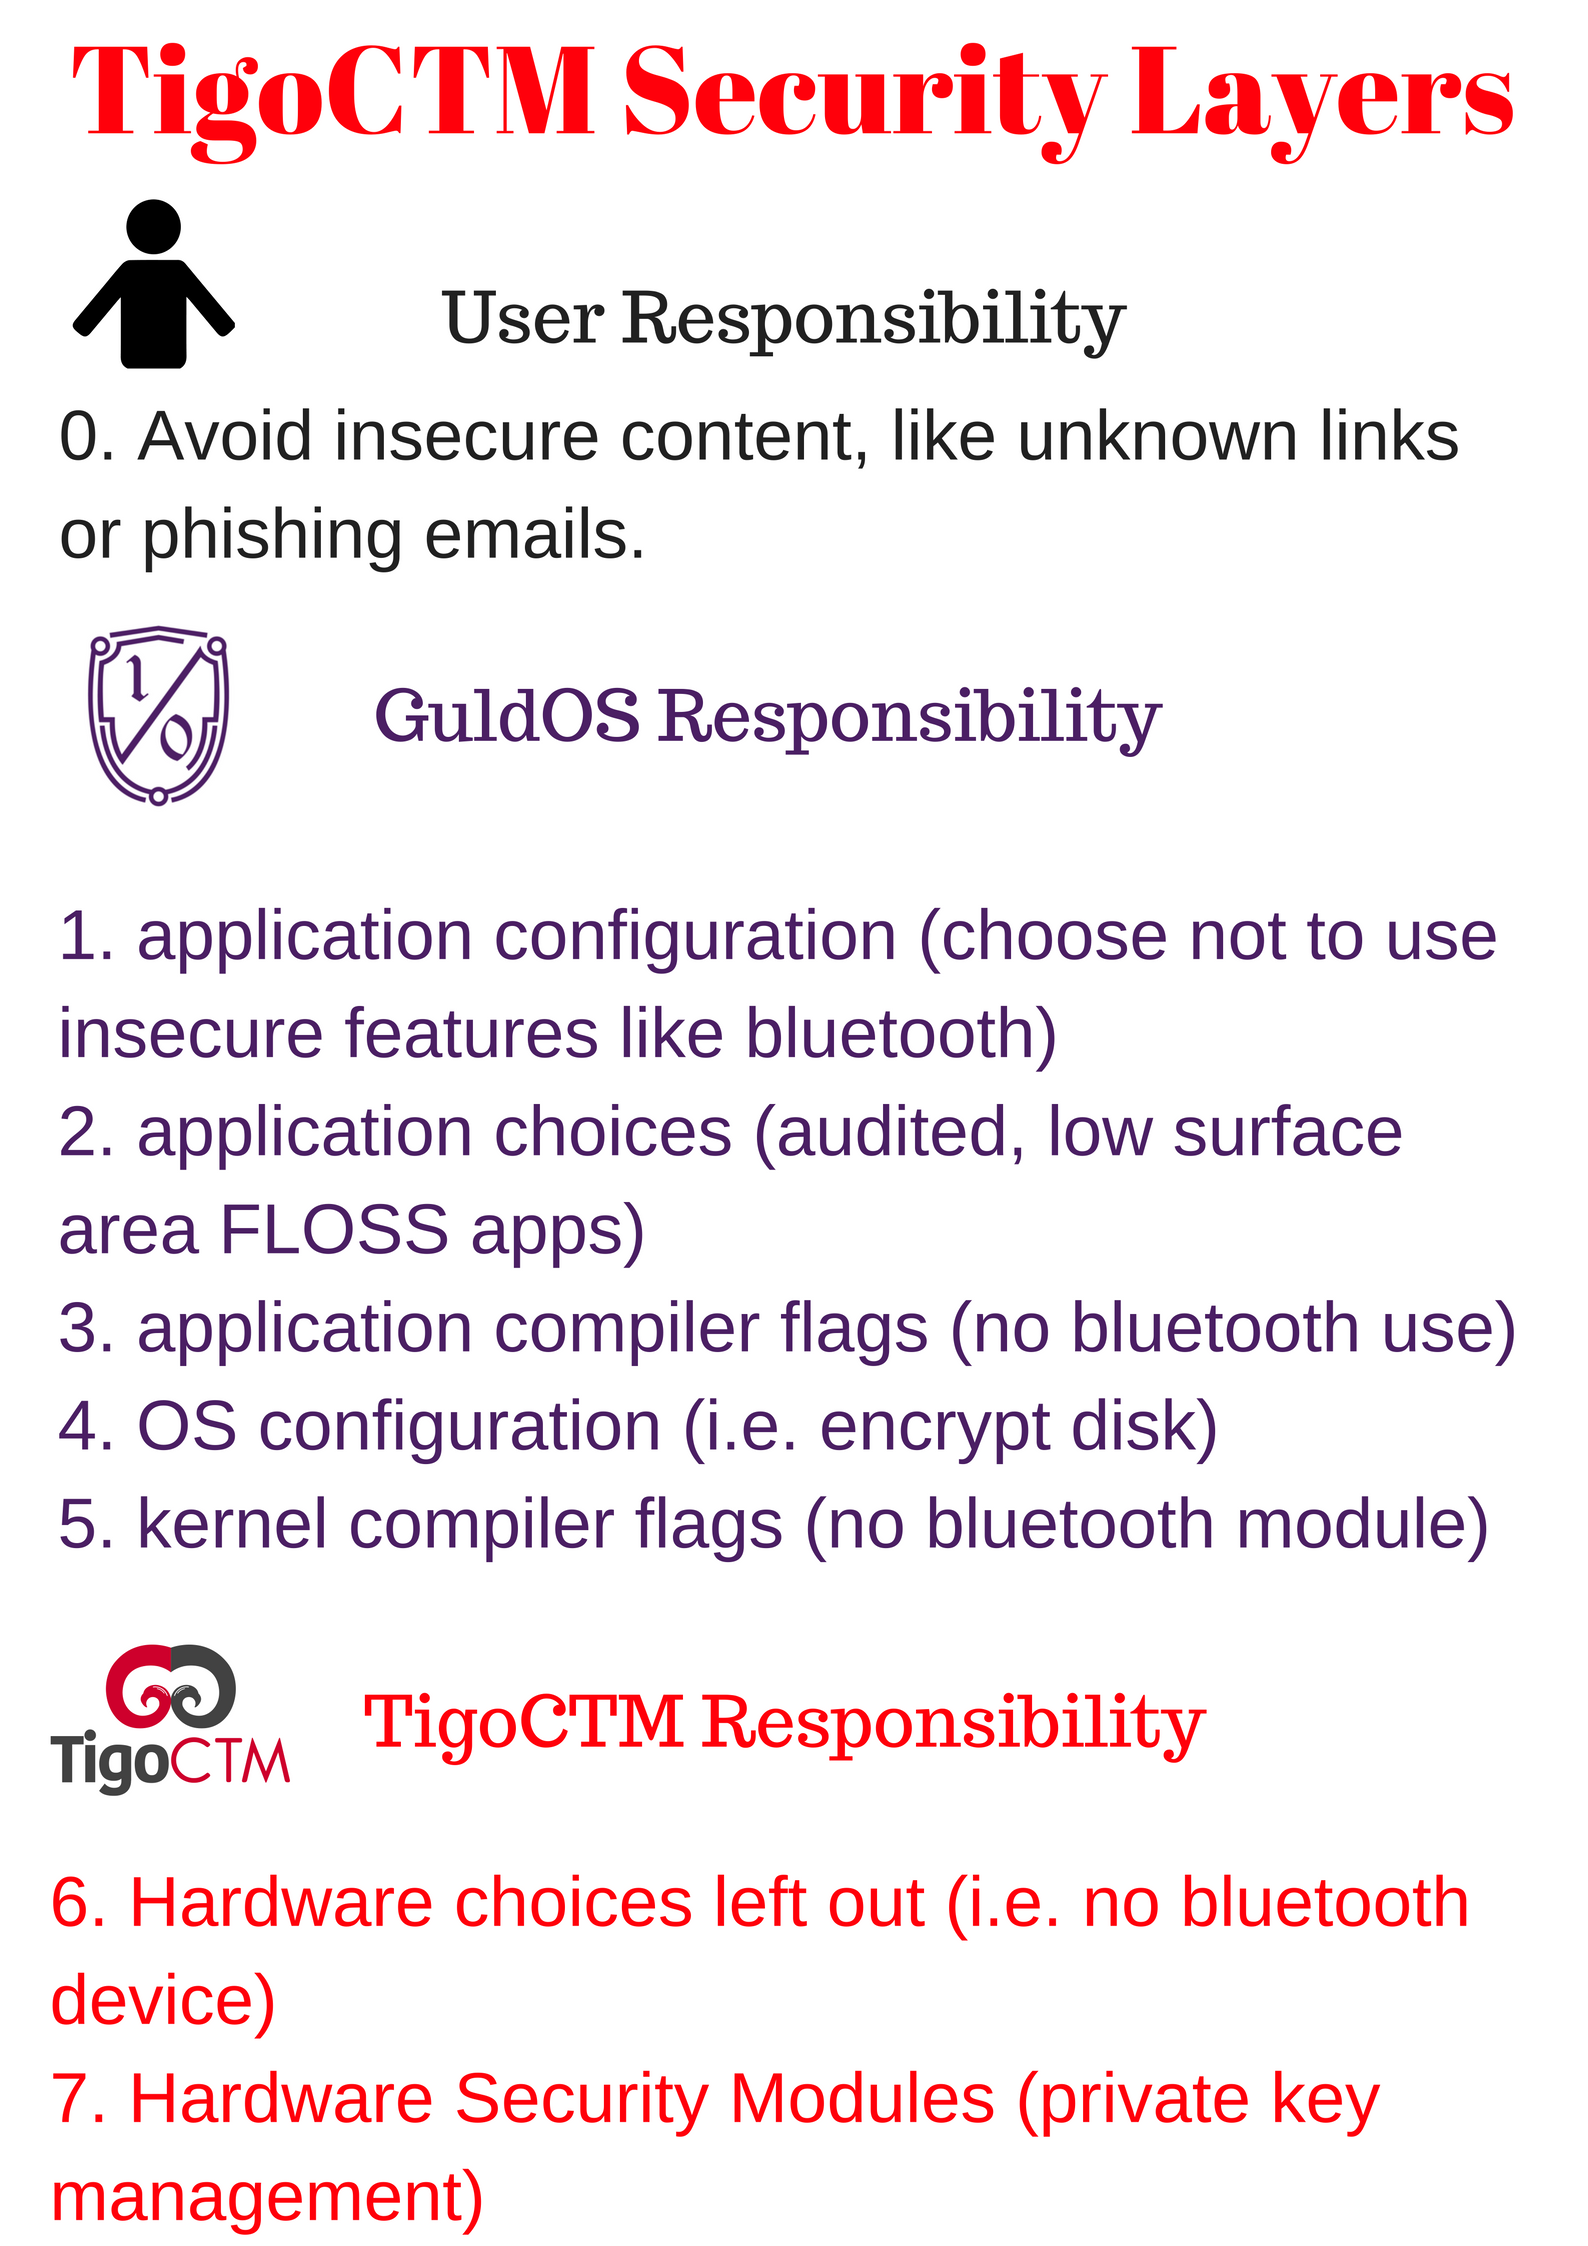 TigoCTM Security Layers
User Responsibility
0. Avoid insecure content, like unknown links
or phishing emails.
1/0
GuldOS Responsibility
1. application configuration (choose not to use
insecure features like bluetooth)
2. application choices (audited, low surface
area FLOSS apps)
3. application compiler flags (no bluetooth use)
4. OS configuration (i.e. encrypt disk)
5. kernel compiler flags (no bluetooth module)
TigoCTM
TigoCTM Responsibility
6. Hardware choices left out (i.e. no bluetooth
device)
7. Hardware Security Modules (private key
management)